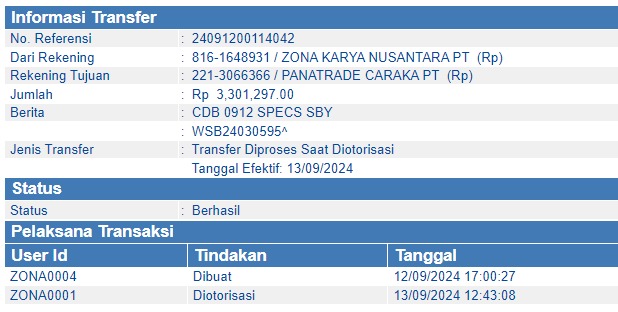 Informasi Transfer
No. Referensi : 24091200114042
Dari Rekening : 816-1648931 / ZONA KARYA NUSANTARA PT (Rp)
Rekening Tujuan : 221-3066366 / PANATRADE CARAKA PT (Rp)
Jumlah : Rp 3,301,297.00
Berita : CDB 0912 SPECS SBY
: WSB24030595^
Jenis Transfer : Transfer Diproses Saat Diotorisasi
Tanggal Efektif: 13/09/2024
Status
Status : Berhasil
Pelaksana Transaksi
User Id Tindakan Tanggal
ZONA0004 Dibuat 12/09/2024 17:00:27
ZONA0001 Diotorisasi 13/09/2024 12:43:08